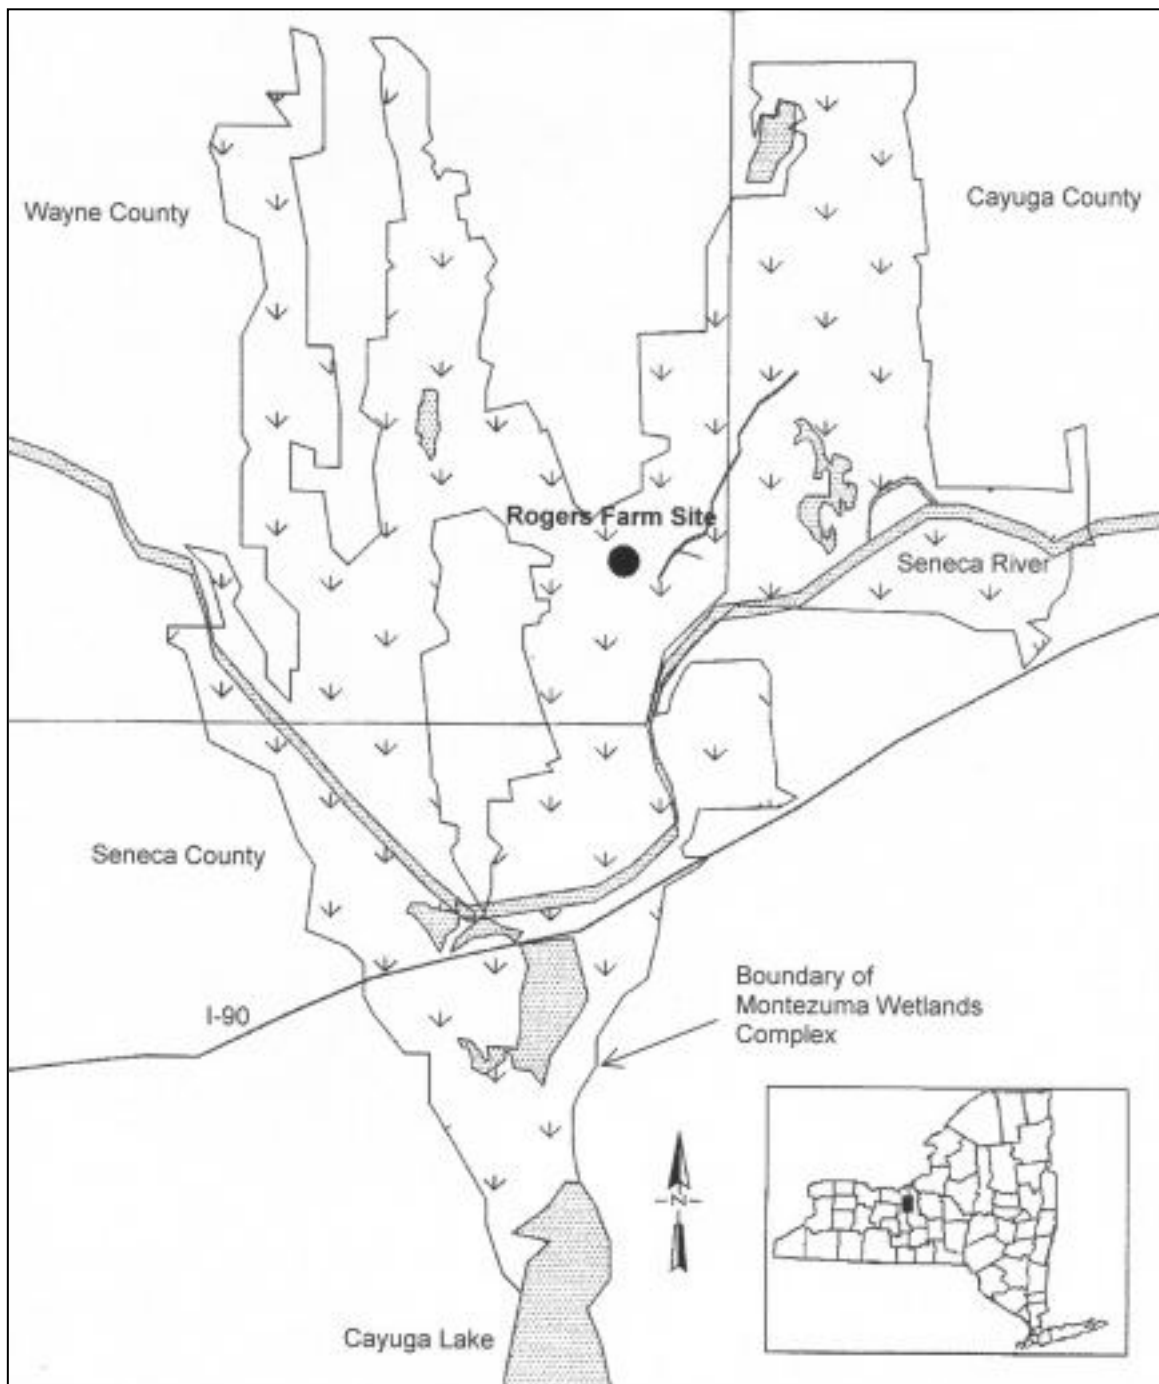 Wayne County
Cayuga County
Rogers Farm Site
Seneca River
Seneca County
Boundary of
Montezuma Wetlands
Complex
I-90
N
Cayuga Lake